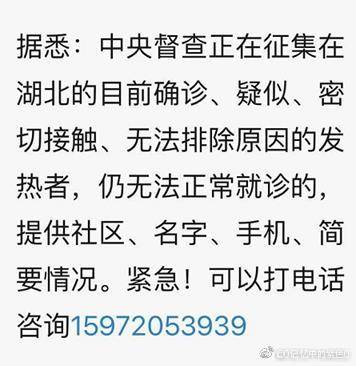 据悉：中央督查正在征集在
湖北的目前确诊、疑似、密
切接触、无法排除原因的发
热者，仍无法正常就诊的，
提供社区、名字、手机、简
要情况。紧急！可以打电话
咨询15972053939